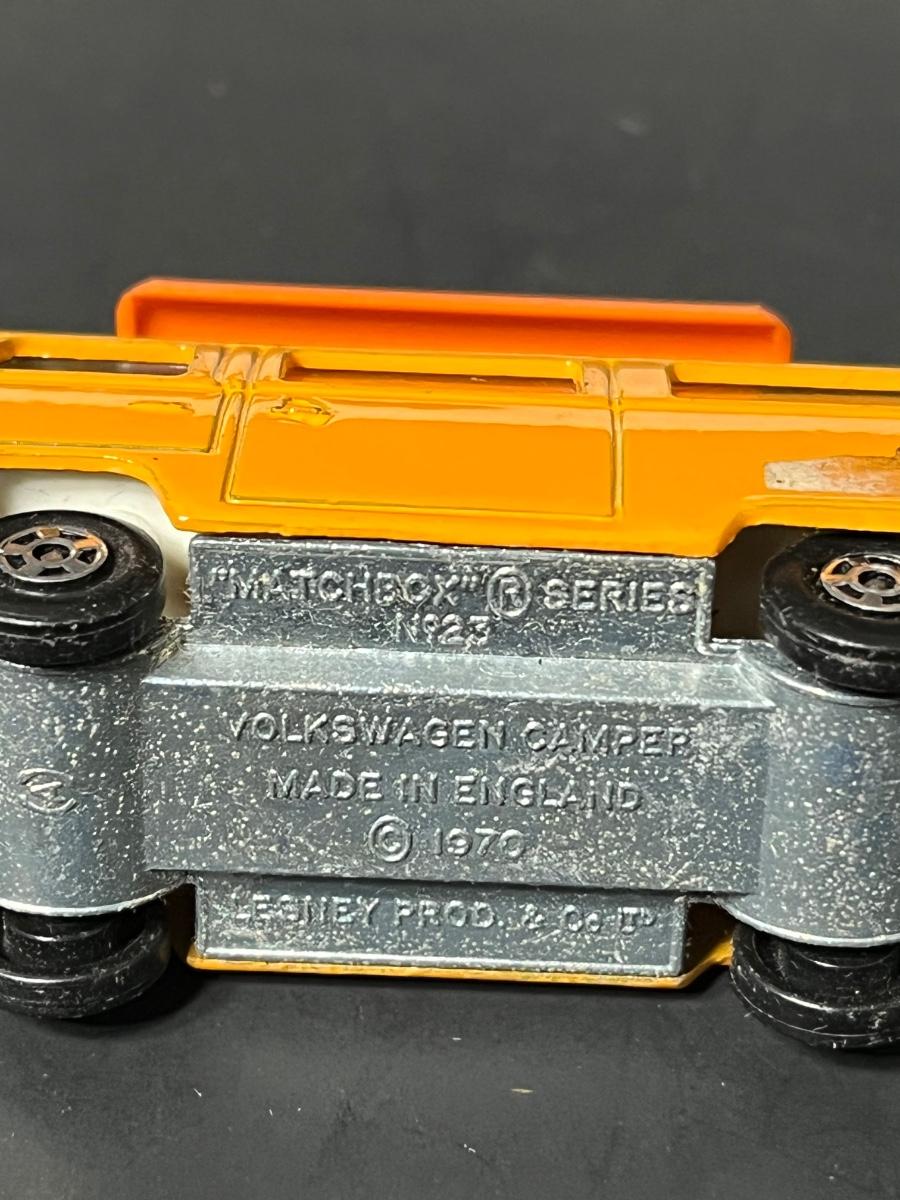 "MATCHBOX" ® SERIES
Nº23
VOLKSWAGEN CAMPER
MADE IN ENGLAND
© 1970
LESNEY PROD. & Co LTD